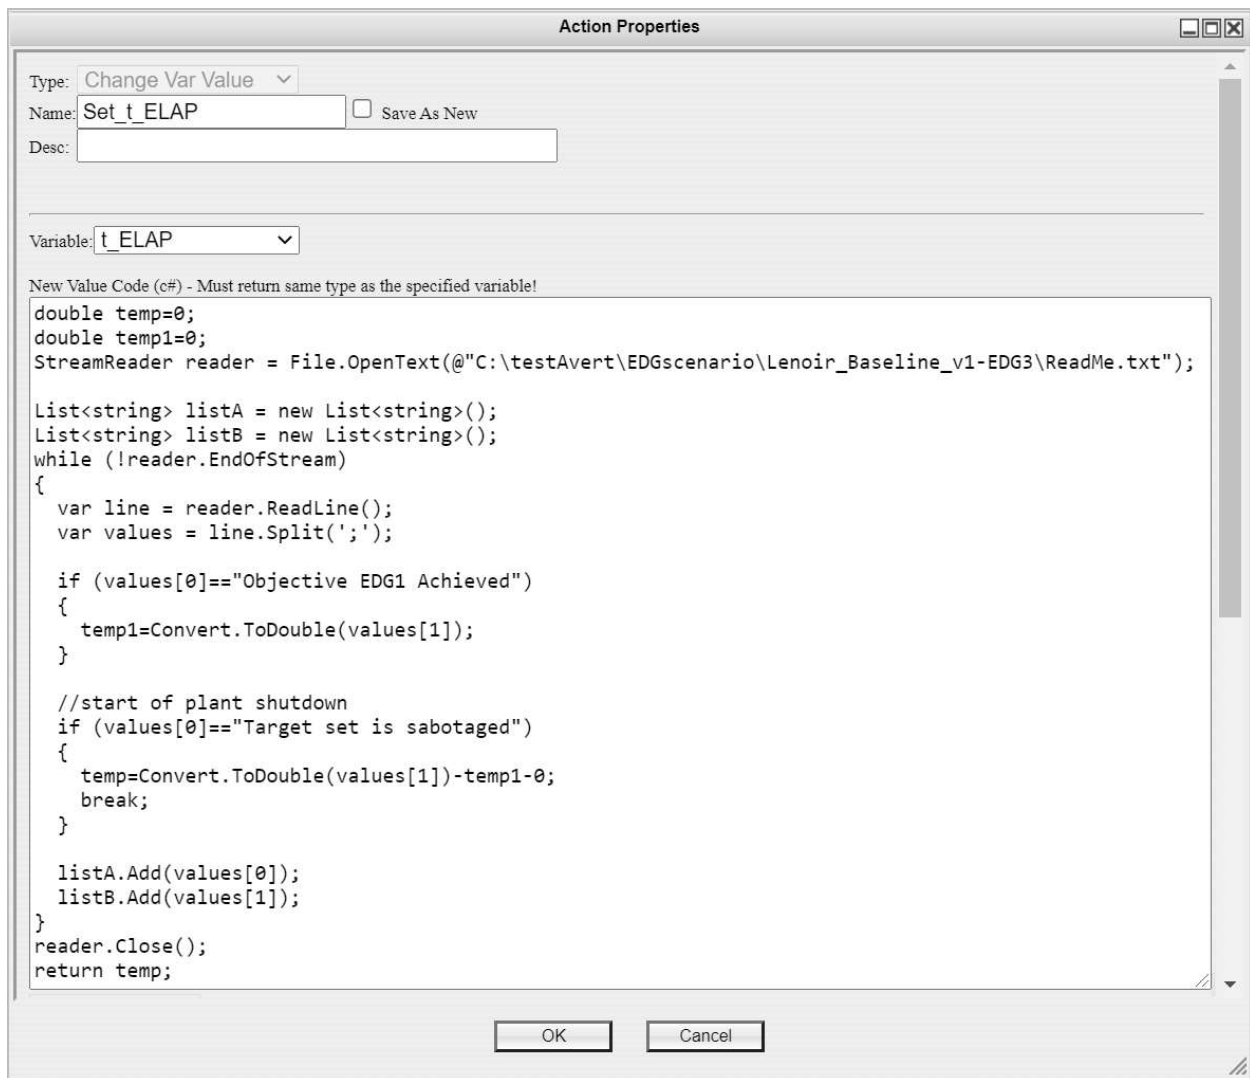 Action Properties
Type: Change Var Value
Name: Set_t_ELAP Save As New
Desc:
Variable: t_ELAP
New Value Code (c#) - Must return same type as the specified variable!
double temp=0;
double temp1=0;
StreamReader reader = File.OpenText(@"C:\testAvert\EDGscenario\Lenoir_Baseline_v1-EDG3\ReadMe.txt");
List<string> listA = new List<string>();
List<string> listB = new List<string>();
while (!reader.EndOfStream)
{
var line = reader.ReadLine();
var values = line.Split(';');
if (values[0]=="Objective EDG1 Achieved")
{
temp1=Convert.ToDouble(values[1]);
}
//start of plant shutdown
if (values[0]=="Target set is sabotaged")
{
temp=Convert.ToDouble(values[1])-temp1-0;
break;
}
listA.Add(values[0]);
listB.Add(values[1]);
}
reader.Close();
return temp;
OK Cancel